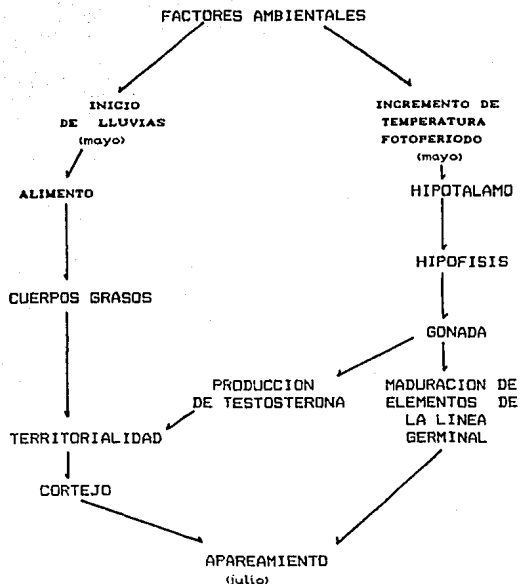 FACTORES AMBIENTALES
INICIO
DE LLUVIAS
(mayo)
INCREMENTO DE
TEMPERATURA
FOTOPERIODO
(mayo)
ALIMENTO
HIPOTALAMO
HIPOFISIS
CUERPOS GRASOS
GONADA
PRODUCCION
DE TESTOSTERONA
MADURACION DE
ELEMENTOS DE
LA LINEA
GERMINAL
TERRITORIALIDAD
CORTEJO
APAREAMIENTO
(julio)